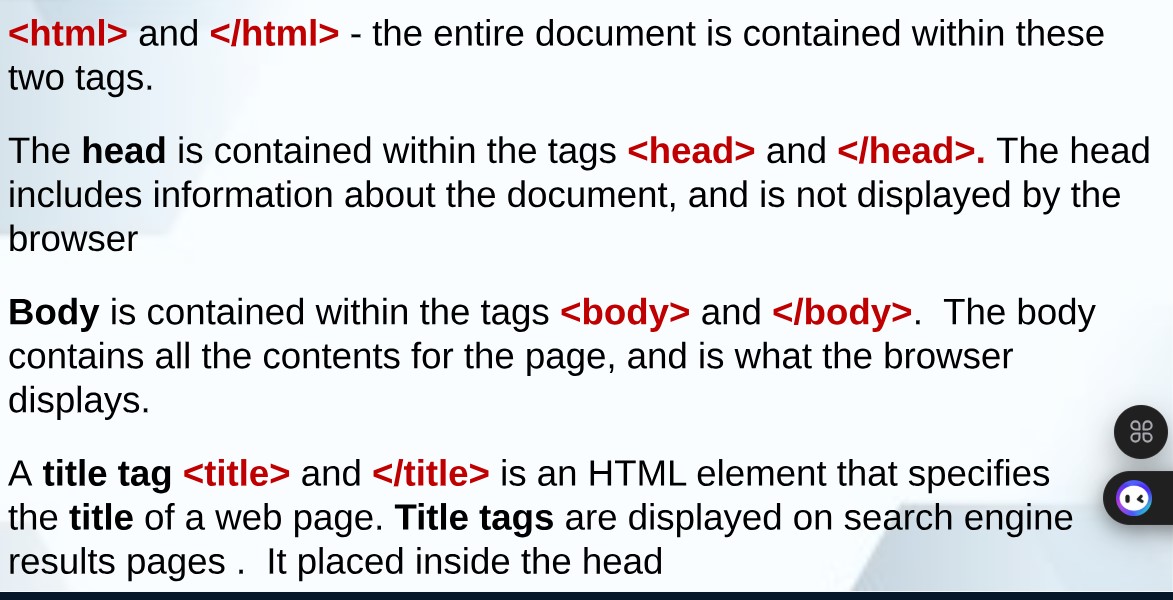 <html> and </html> - the entire document is contained within these
two tags.
The head is contained within the tags <head> and </head>. The head
includes information about the document, and is not displayed by the
browser
Body is contained within the tags <body> and </body>.  The body
contains all the contents for the page, and is what the browser
displays.
A title tag <title> and </title> is an HTML element that specifies
the title of a web page. Title tags are displayed on search engine
results pages .  It placed inside the head